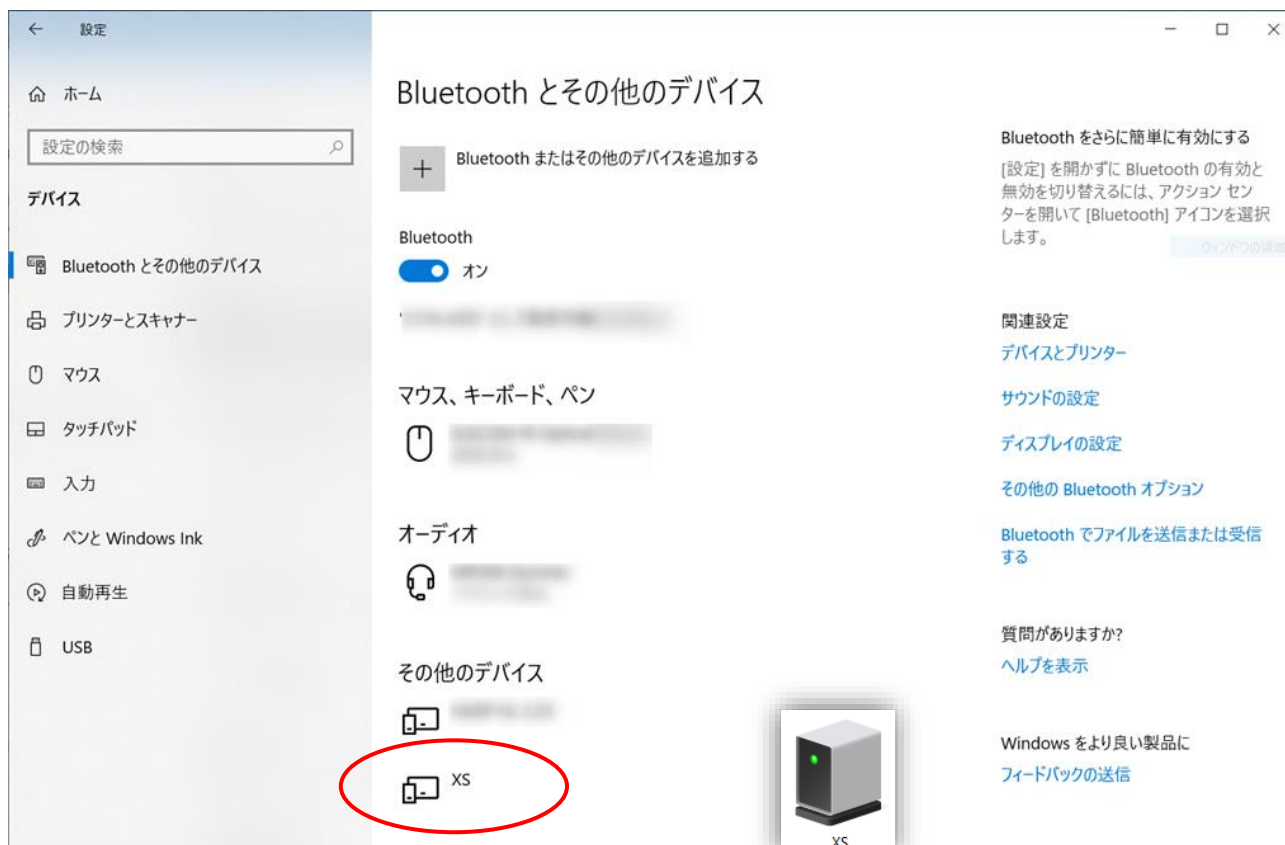 設定
ホーム
設定の検索
デバイス
Bluetooth とその他のデバイス
プリンターとスキャナー
マウス
タッチパッド
入力
ペンと Windows Ink
自動再生
USB
Bluetooth とその他のデバイス
Bluetooth またはその他のデバイスを追加する
Bluetooth
オン
マウス、キーボード、ペン
オーディオ
その他のデバイス
XS
XS
Bluetooth をさらに簡単に有効にする
[設定] を開かずに Bluetooth の有効と
無効を切り替えるには、アクション セン
ターを開いて [Bluetooth] アイコンを選択
します。
関連設定
デバイスとプリンター
サウンドの設定
ディスプレイの設定
その他の Bluetooth オプション
Bluetooth でファイルを送信または受信
する
質問がありますか?
ヘルプを表示
Windows をより良い製品に
フィードバックの送信